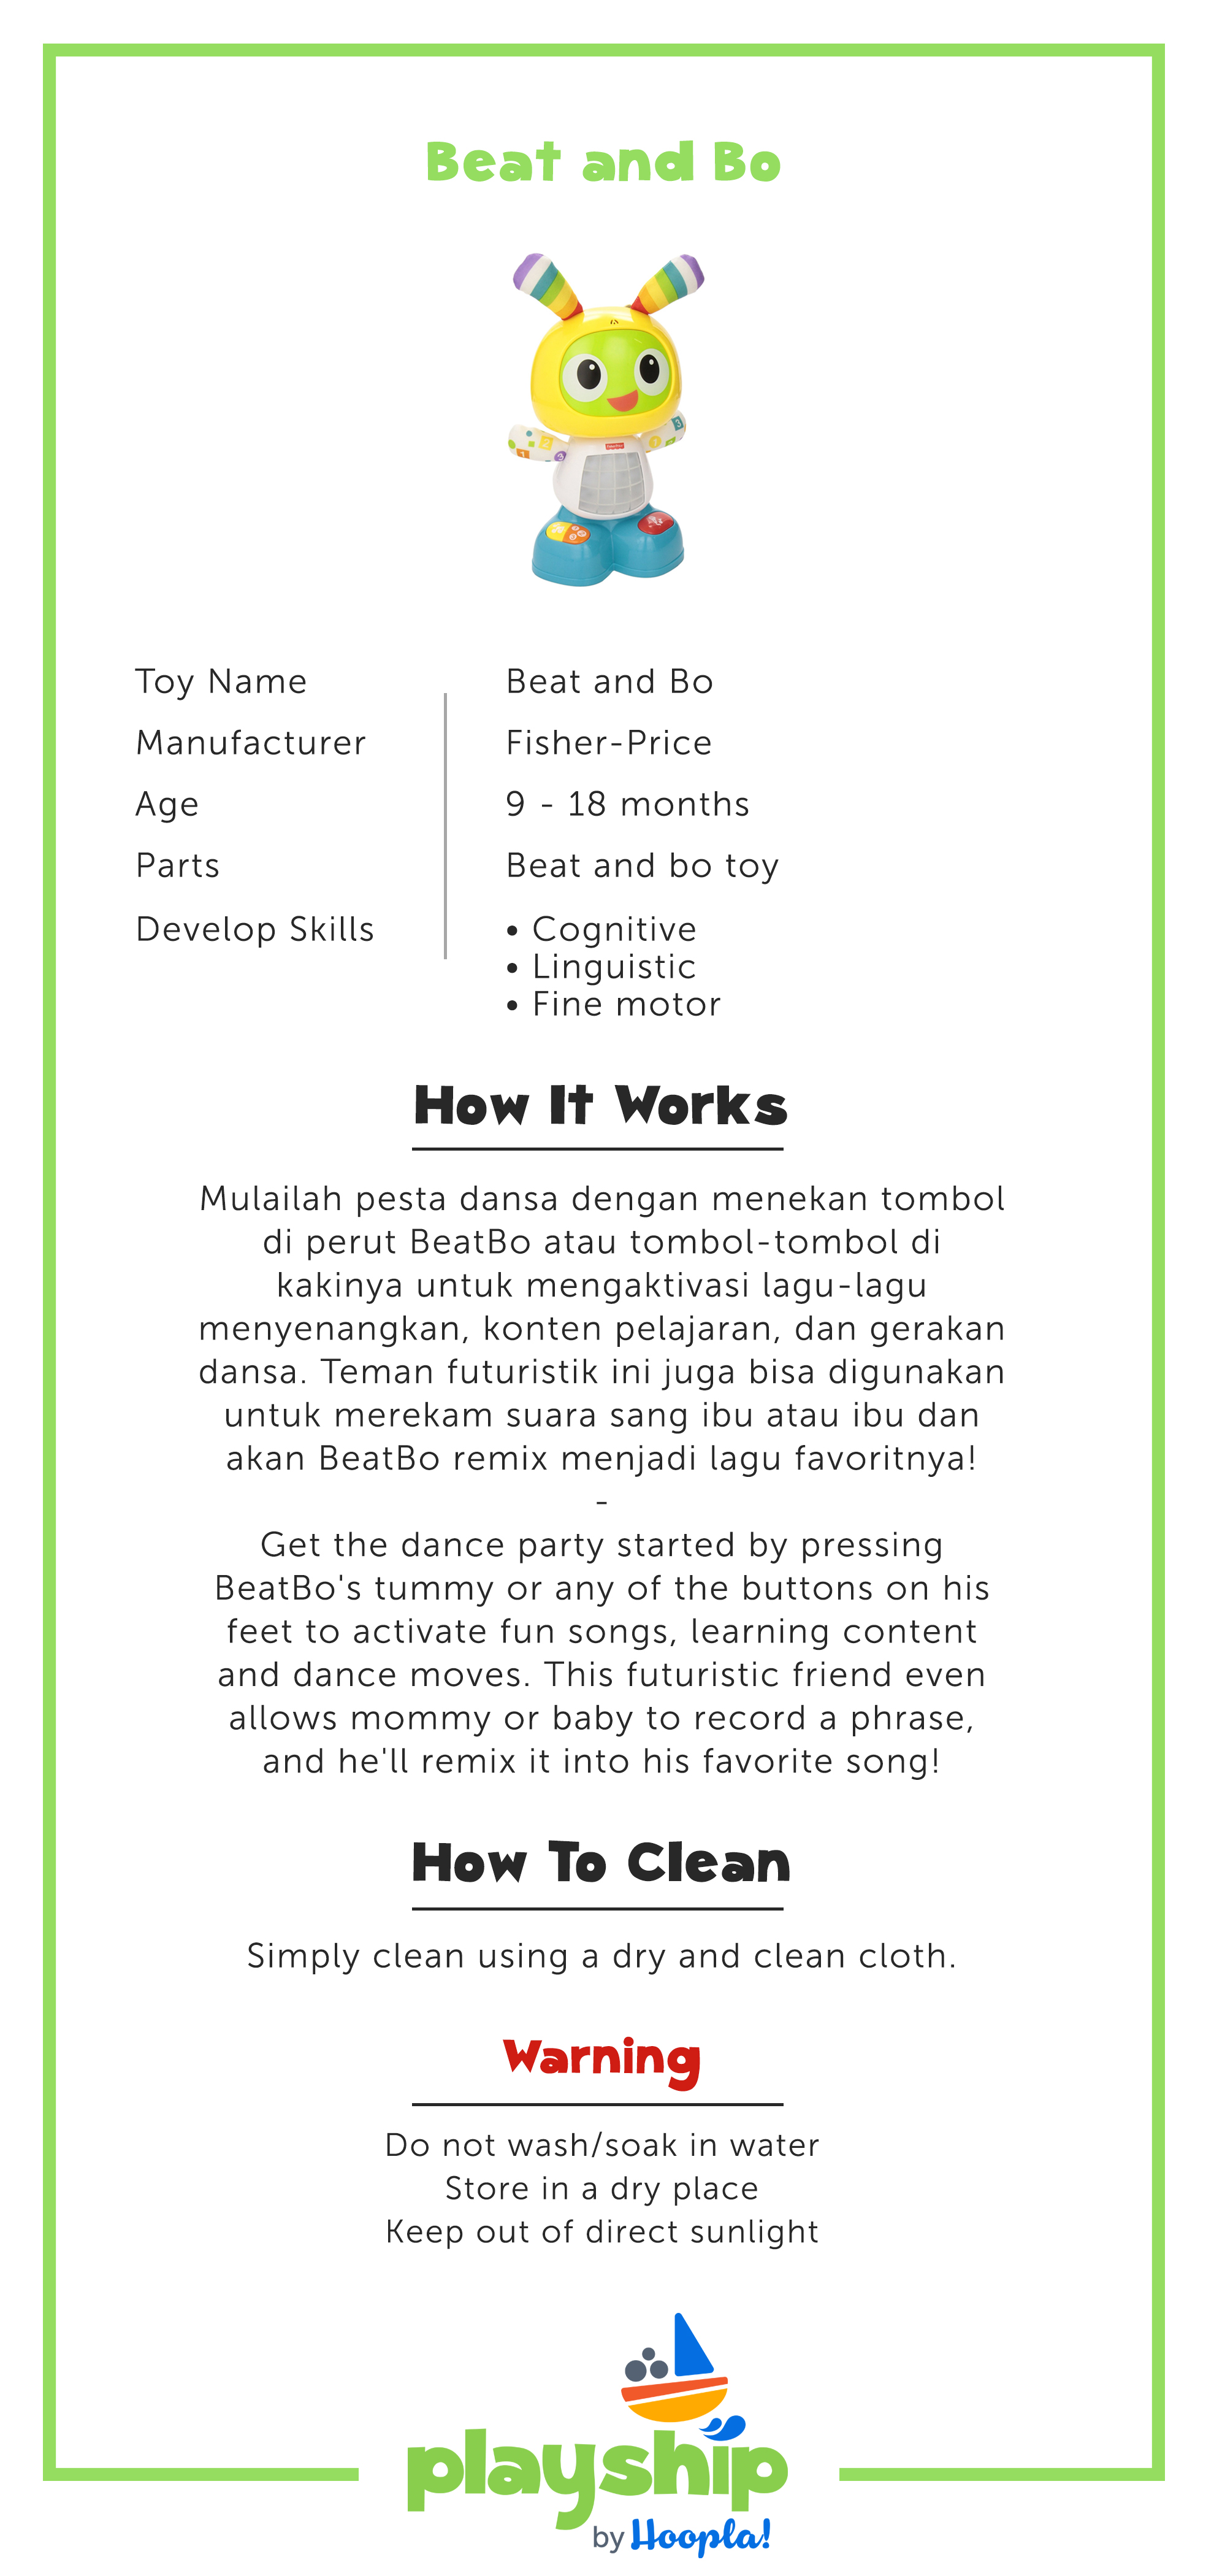 Beat and Bo
Toy Name
Beat and Bo
Manufacturer
Fisher-Price
Age
9 - 18 months
Parts
Beat and bo toy
Develop Skills
• Cognitive
• Linguistic
• Fine motor
How It Works
Mulailah pesta dansa dengan menekan tombol
di perut BeatBo atau tombol-tombol di
kakinya untuk mengaktivasi lagu-lagu
menyenangkan, konten pelajaran, dan gerakan
dansa. Teman futuristik ini juga bisa digunakan
untuk merekam suara sang ibu atau ibu dan
akan BeatBo remix menjadi lagu favoritnya!
-
Get the dance party started by pressing
BeatBo's tummy or any of the buttons on his
feet to activate fun songs, learning content
and dance moves. This futuristic friend even
allows mommy or baby to record a phrase,
and he'll remix it into his favorite song!
How To Clean
Simply clean using a dry and clean cloth.
Warning
Do not wash/soak in water
Store in a dry place
Keep out of direct sunlight
playship
by Hoopla!